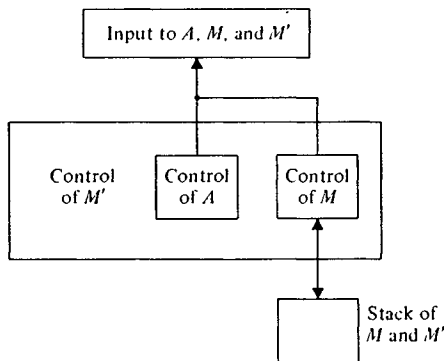 Input to A, M, and M'
Control
of M'
Control
of A
Control
of M
Stack of
M and M'